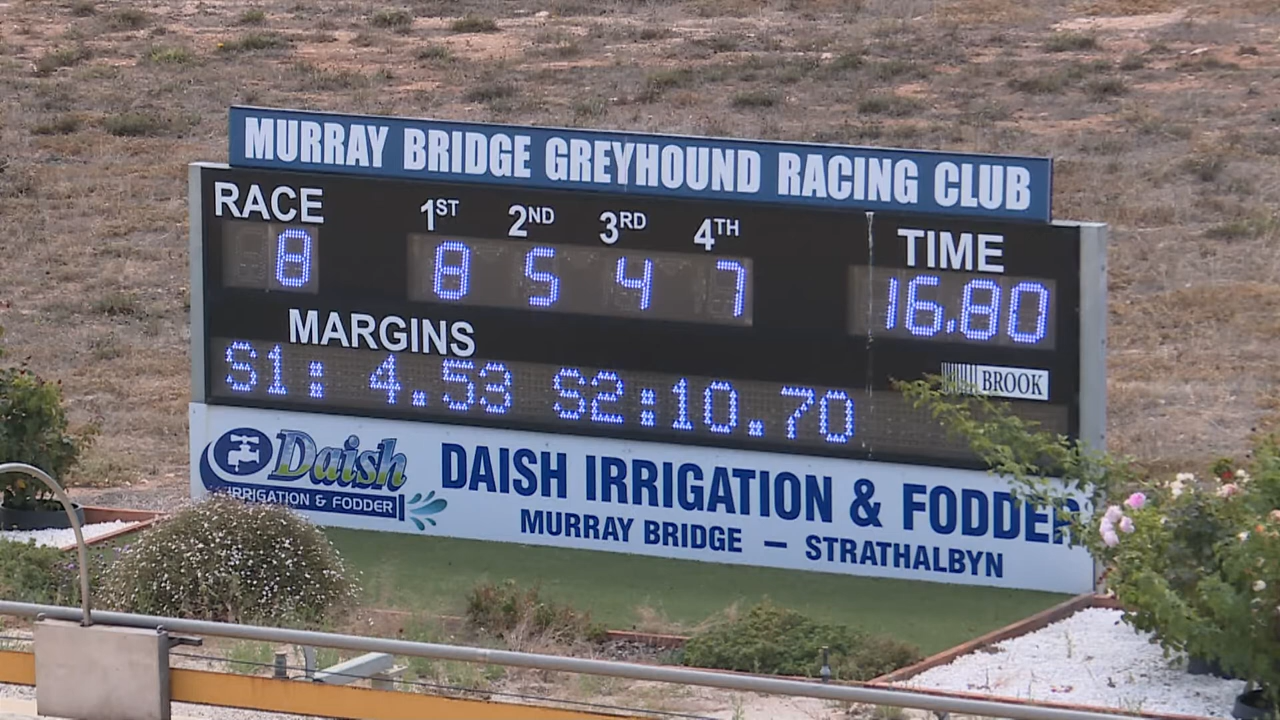 MURRAY BRIDGE GREYHOUND RACING CLUB
RACE 1ST 2ND 3RD 4TH TIME
8 8 5 4 7 16.80
MARGINS
S1: 4.53 S2:10.70
BROOK
Daish
IRRIGATION & FODDER
DAISH IRRIGATION & FODDER
MURRAY BRIDGE – STRATHALBYN